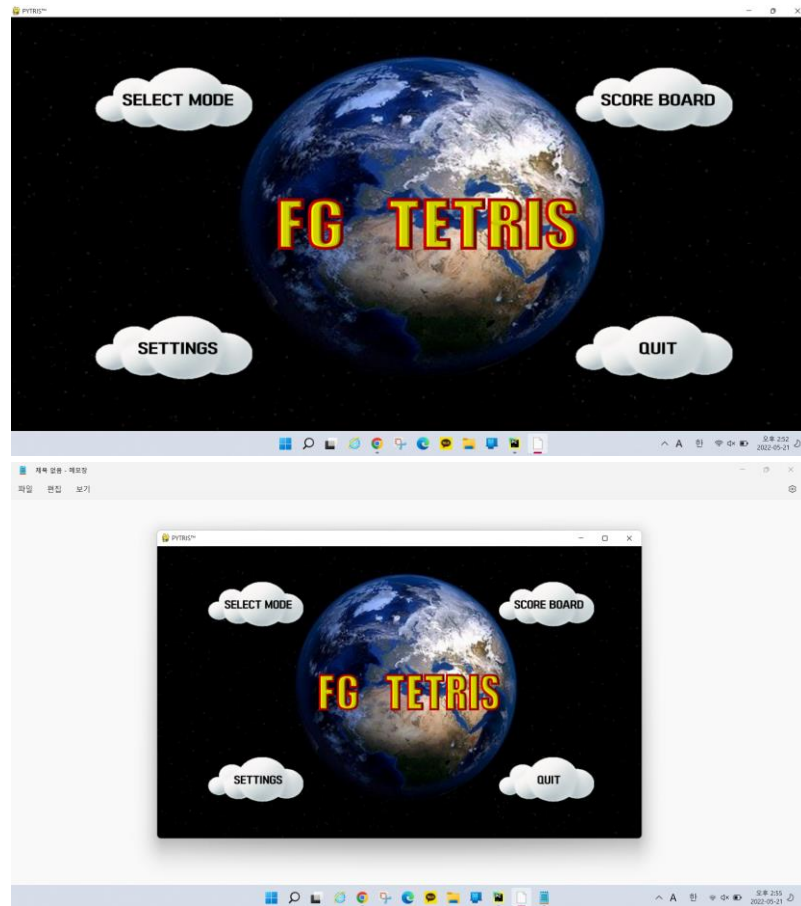 PYTRIS™
SELECT MODE
SCORE BOARD
FG TETRIS
SETTINGS
QUIT
A 한
오후 2:52
2022-05-21
제목 없음 - 메모장
파일 편집 보기
PYTRIS™
SELECT MODE
SCORE BOARD
FG TETRIS
SETTINGS
QUIT
A 한
오후 2:55
2022-05-21